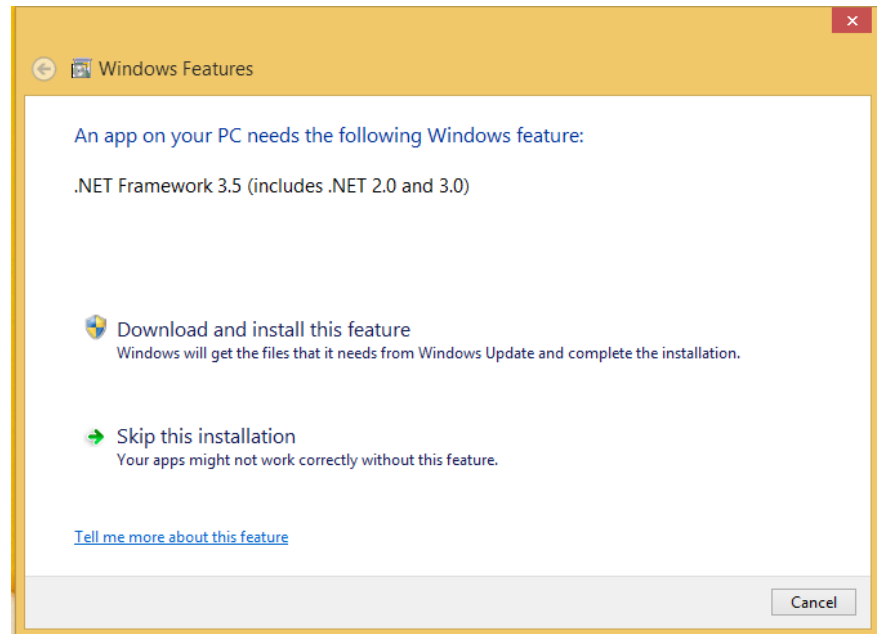 Windows Features
An app on your PC needs the following Windows feature:
.NET Framework 3.5 (includes .NET 2.0 and 3.0)
Download and install this feature
Windows will get the files that it needs from Windows Update and complete the installation.
Skip this installation
Your apps might not work correctly without this feature.
Tell me more about this feature
Cancel